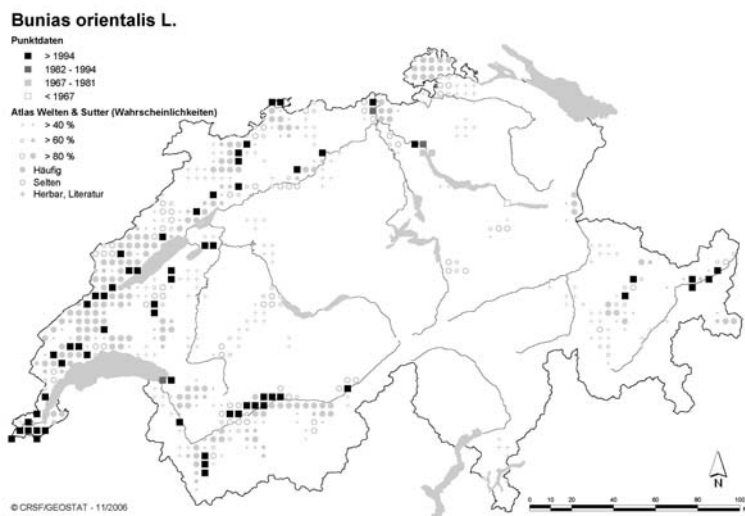 Bunias orientalis L.
Punktdaten
> 1994
1982 - 1994
1967 - 1981
< 1967
Atlas Welten & Sutter (Wahrscheinlichkeiten)
> 40 %
> 60 %
> 80 %
Häufig
Selten
Herbar, Literatur
N
0 20 40 60 80 100
© CRSF/GEOSTAT - 11/2006